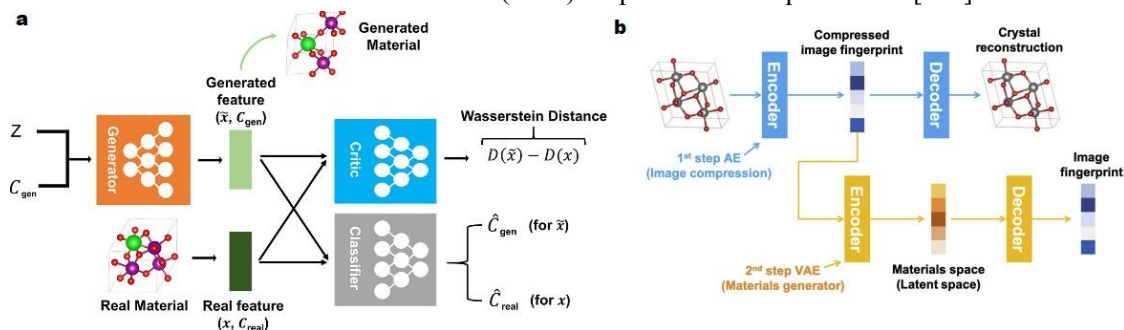 a
Generated
Material
Generated
feature
(x̃, C_gen)
Z
C_gen
Generator
Critic
Wasserstein Distance
D(x̃) − D(x)
Classifier
Ĉ_gen (for x̃)
Ĉ_real (for x)
Real Material
Real feature
(x, C_real)
b
Compressed
image fingerprint
Crystal
reconstruction
Encoder
Decoder
1st step AE
(Image compression)
Image
fingerprint
Encoder
Decoder
2nd step VAE
(Materials generator)
Materials space
(Latent space)